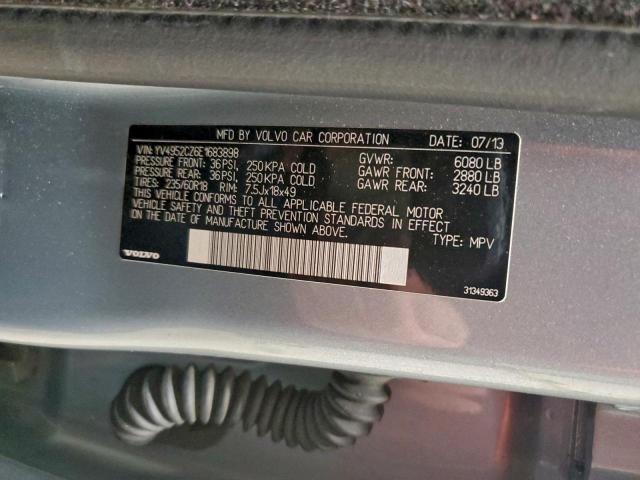 MFD BY VOLVO CAR CORPORATION DATE: 07/13
VIN: YV4952CZ6E1683898
PRESSURE FRONT: 36PSI, 250KPA COLD
PRESSURE REAR: 36PSI, 250 KPA COLD
TIRES: 235/60R18 RIM: 7.5Jx18x49
GVWR: 6080 LB
GAWR FRONT: 2880 LB
GAWR REAR: 3240 LB
THIS VEHICLE CONFORMS TO ALL APPLICABLE FEDERAL MOTOR
VEHICLE SAFETY AND THEFT PREVENTION STANDARDS IN EFFECT
ON THE DATE OF MANUFACTURE SHOWN ABOVE.
TYPE: MPV
VOLVO
31349363